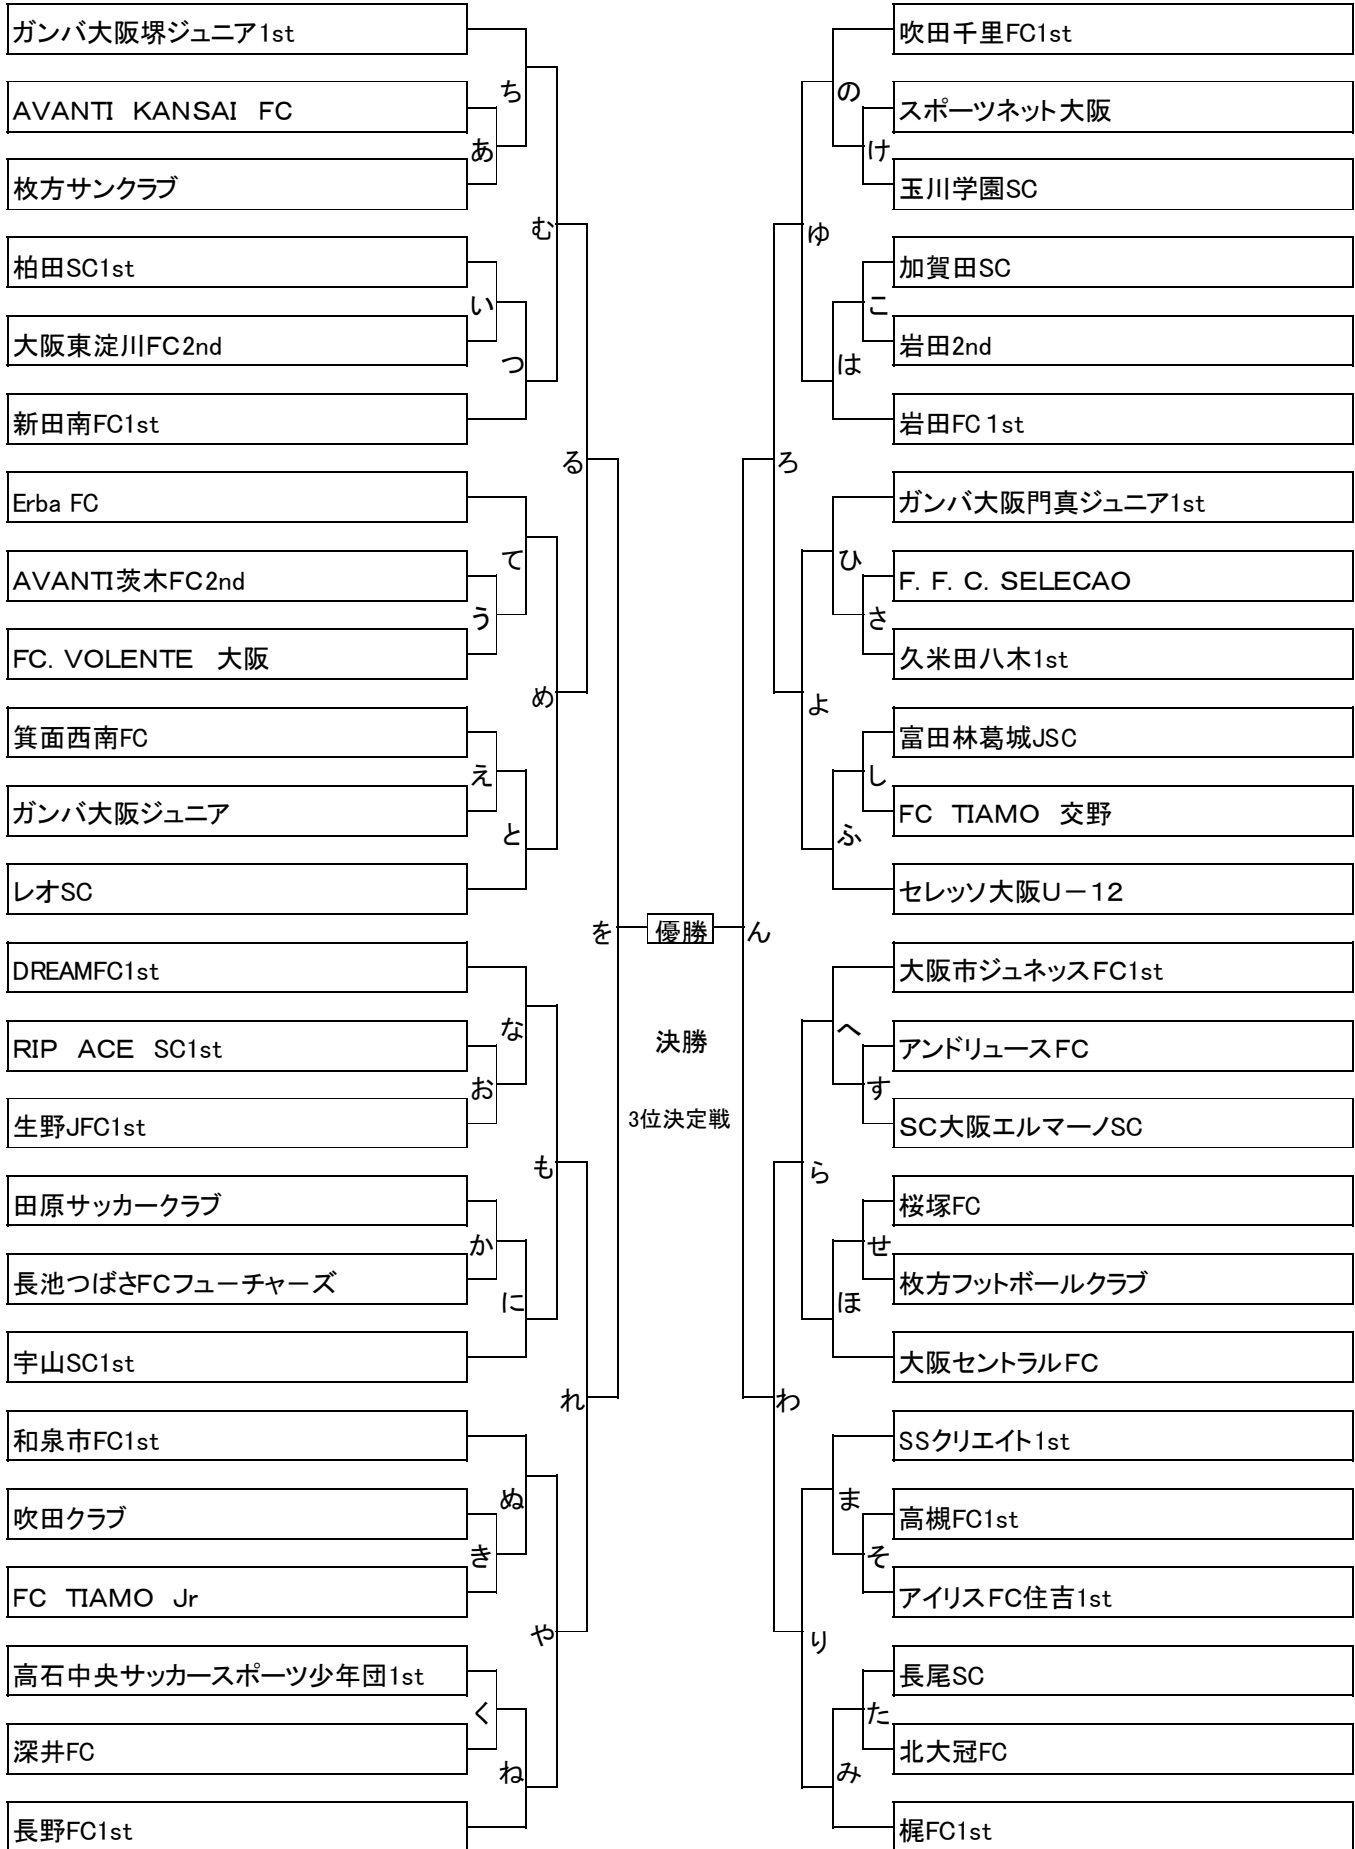 ガンバ大阪堺ジュニア1st
AVANTI　KANSAI　FC
枚方サンクラブ
柏田SC1st
大阪東淀川FC2nd
新田南FC1st
Erba FC
AVANTI茨木FC2nd
FC. VOLENTE　大阪
箕面西南FC
ガンバ大阪ジュニア
レオSC
DREAMFC1st
RIP　ACE　SC1st
生野JFC1st
田原サッカークラブ
長池つばさFCフューチャーズ
宇山SC1st
和泉市FC1st
吹田クラブ
FC　TIAMO　Jr
高石中央サッカースポーツ少年団1st
深井FC
長野FC1st
あ
い
う
え
お
か
き
く
ち
つ
て
と
な
に
ぬ
ね
む
め
も
や
る
れ
を
優勝
決勝
3位決定戦
ん
ろ
わ
ゆ
よ
ら
り
の
は
ひ
ふ
へ
ほ
ま
み
け
こ
さ
し
す
せ
そ
た
吹田千里FC1st
スポーツネット大阪
玉川学園SC
加賀田SC
岩田2nd
岩田FC1st
ガンバ大阪門真ジュニア1st
F. F. C. SELECAO
久米田八木1st
富田林葛城JSC
FC　TIAMO　交野
セレッソ大阪U－12
大阪市ジュネッスFC1st
アンドリュースFC
SC大阪エルマーノSC
桜塚FC
枚方フットボールクラブ
大阪セントラルFC
SSクリエイト1st
高槻FC1st
アイリスFC住吉1st
長尾SC
北大冠FC
梶FC1st